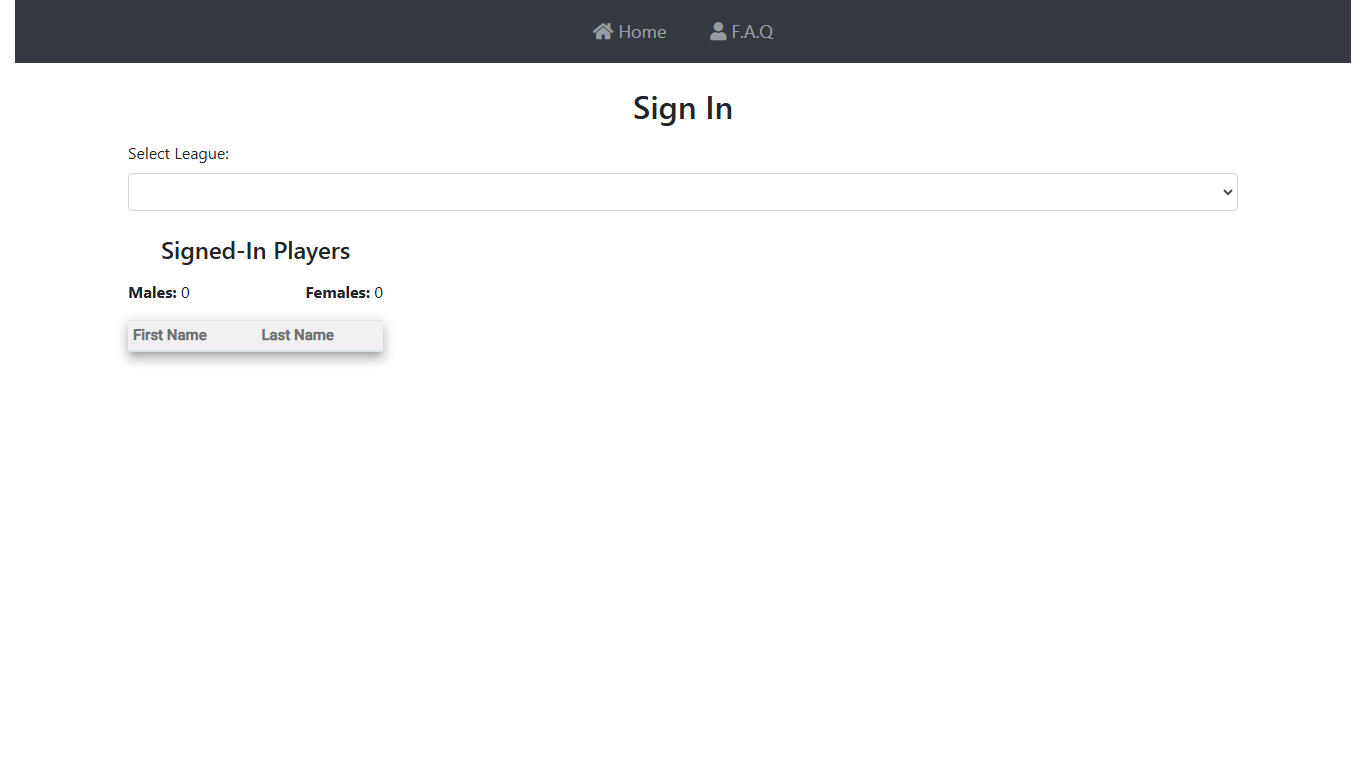 Home F.A.Q
Sign In
Select League:
Signed-In Players
Males: 0 Females: 0
First Name Last Name